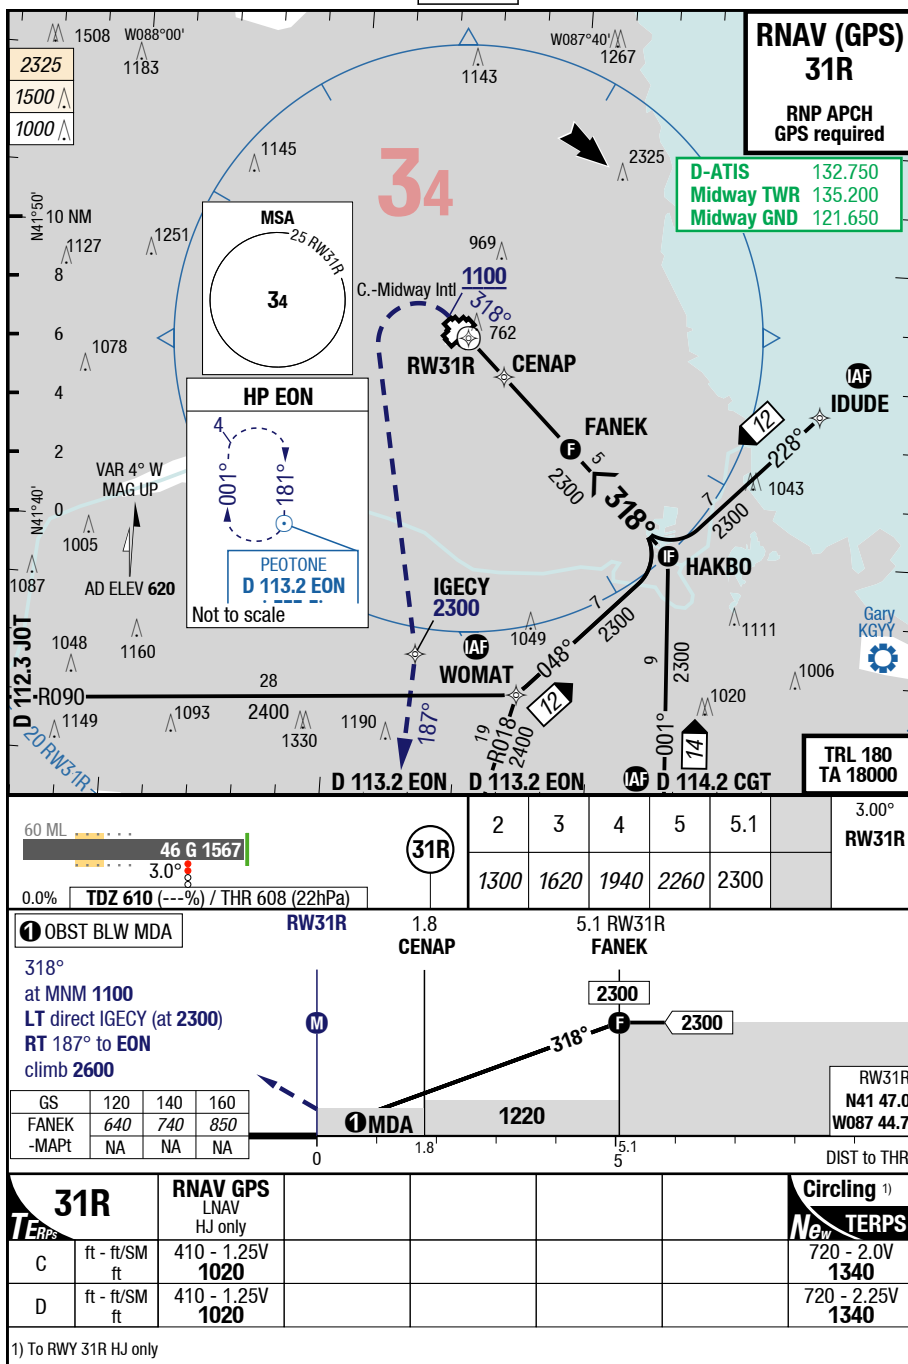 1508
W088°00'
1183
1143
W087°40'
1267
RNAV (GPS)
31R
RNP APCH
GPS required
2325
1500
1000
1145
34
2325
D-ATIS 132.750
Midway TWR 135.200
Midway GND 121.650
N41°50'
10 NM
8
6
4
2
0
N41°40'
1127
1251
MSA
25 RW31R
34
969
C.-Midway Intl
1100
318°
762
1078
RW31R
CENAP
IAF
IDUDE
HP EON
4
001°
181°
PEOTONE
D 113.2 EON
Not to scale
FANEK
F
5
2300
318°
12
228°
7
2300
1043
VAR 4° W
MAG UP
1005
1087
AD ELEV 620
IF
HAKBO
IGECY
2300
1049
7
2300
IAF
WOMAT
048°
12
1111
Gary
KGYY
1048
1160
D 112.3 JOT
R090
28
2400
1149
1093
1330
1190
187°
19
R018
2400
9
2300
001°
14
1020
1006
20 RW31R
D 113.2 EON
D 113.2 EON
IAF
D 114.2 CGT
TRL 180
TA 18000
60 ML
46 G 1567
3.0°
0.0%
TDZ 610 (---%) / THR 608 (22hPa)
31R
2 3 4 5 5.1
1300 1620 1940 2260 2300
3.00°
RW31R
1 OBST BLW MDA
318°
at MNM 1100
LT direct IGECY (at 2300)
RT 187° to EON
climb 2600
RW31R
1.8
CENAP
5.1 RW31R
FANEK
2300
M
F
2300
318°
1 MDA
1220
0
1.8
5.1
5
RW31R
N41 47.0
W087 44.7
DIST to THR
GS 120 140 160
FANEK 640 740 850
-MAPt NA NA NA
31R
TERPs
RNAV GPS
LNAV
HJ only
Circling 1)
New TERPS
C ft - ft/SM 410 - 1.25V 720 - 2.0V
ft 1020 1340
D ft - ft/SM 410 - 1.25V 720 - 2.25V
ft 1020 1340
1) To RWY 31R HJ only